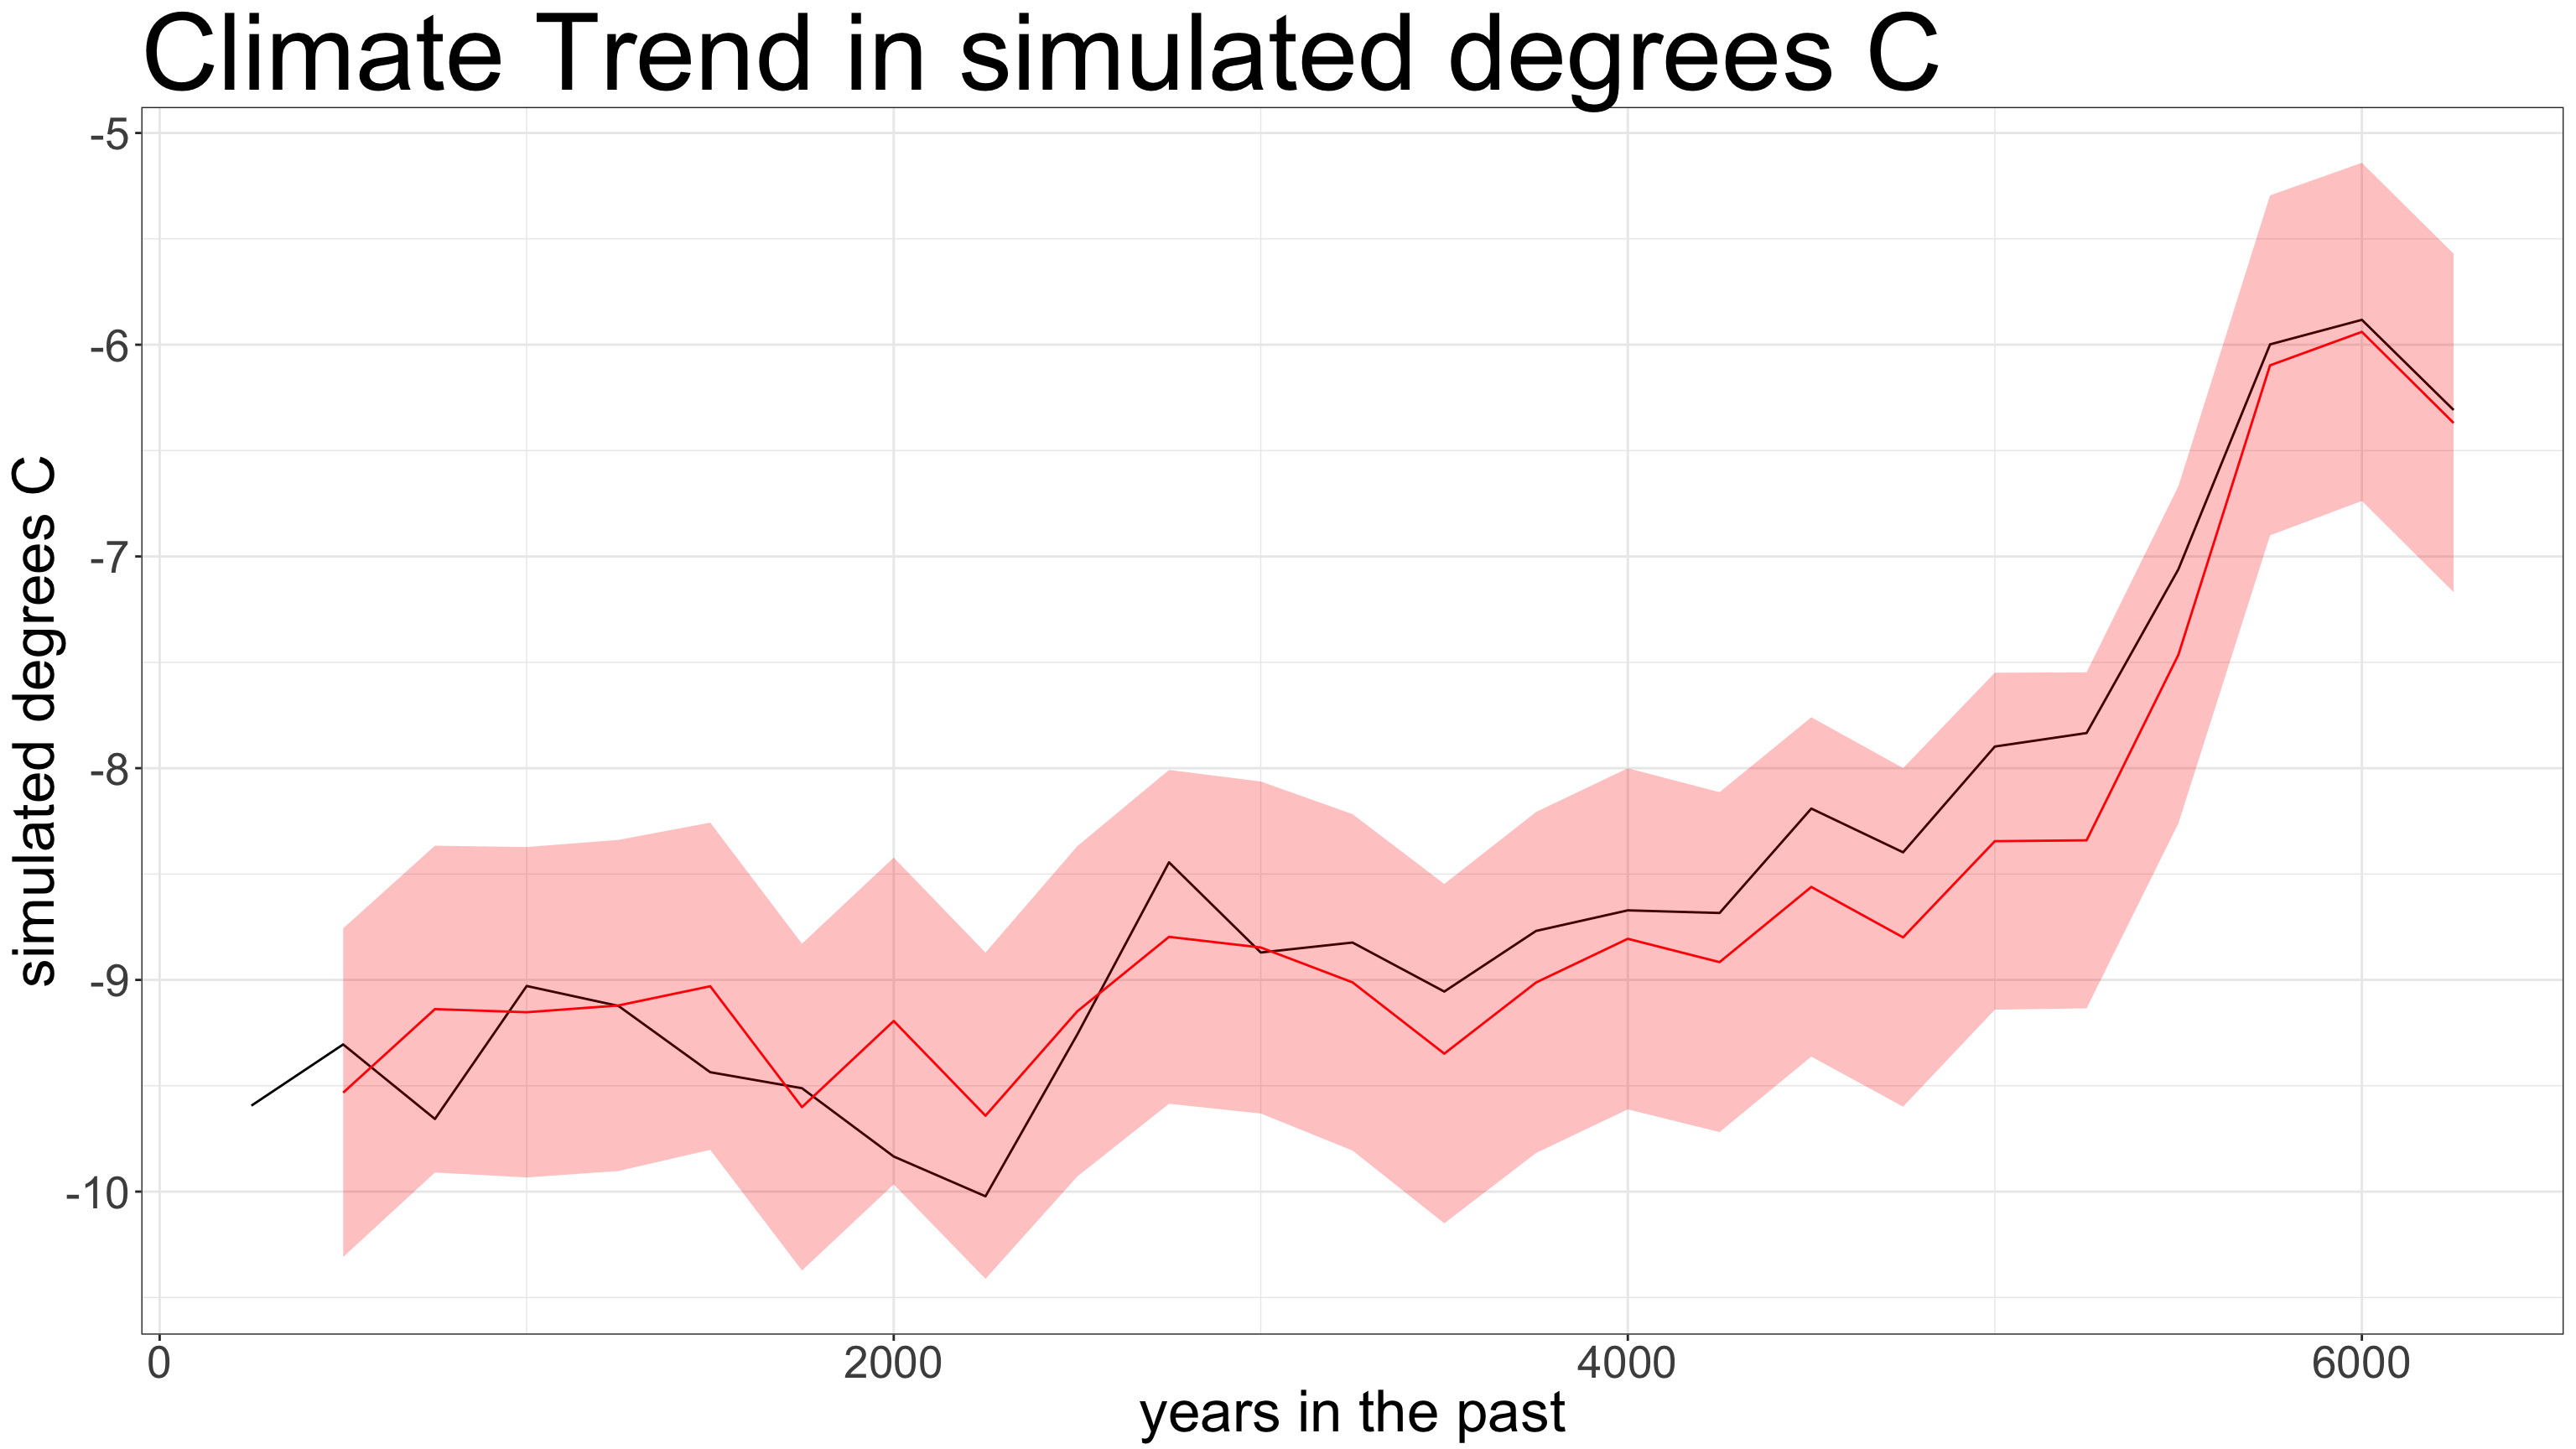 Climate Trend in simulated degrees C
simulated degrees C
-5
-6
-7
-8
-9
-10
0 2000 4000 6000
years in the past